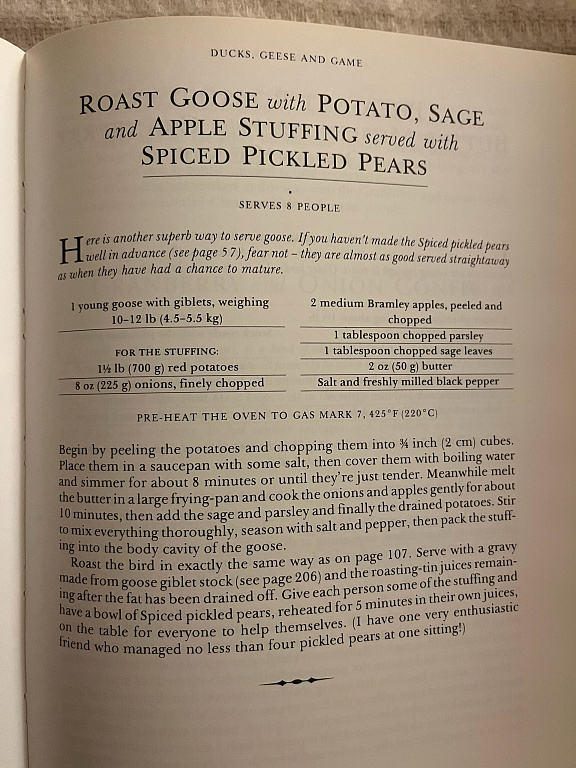 DUCKS, GEESE AND GAME
ROAST GOOSE with POTATO, SAGE
and APPLE STUFFING served with
SPICED PICKLED PEARS
SERVES 8 PEOPLE
Here is another superb way to serve goose. If you haven't made the Spiced pickled pears
well in advance (see page 57), fear not – they are almost as good served straightaway
as when they have had a chance to mature.
1 young goose with giblets, weighing
10–12 lb (4.5–5.5 kg)
FOR THE STUFFING:
1½ lb (700 g) red potatoes
8 oz (225 g) onions, finely chopped
2 medium Bramley apples, peeled and
chopped
1 tablespoon chopped parsley
1 tablespoon chopped sage leaves
2 oz (50 g) butter
Salt and freshly milled black pepper
PRE-HEAT THE OVEN TO GAS MARK 7, 425°F (220°C)
Begin by peeling the potatoes and chopping them into ¾ inch (2 cm) cubes.
Place them in a saucepan with some salt, then cover them with boiling water
and simmer for about 8 minutes or until they're just tender. Meanwhile melt
the butter in a large frying-pan and cook the onions and apples gently for about
10 minutes, then add the sage and parsley and finally the drained potatoes. Stir
to mix everything thoroughly, season with salt and pepper, then pack the stuff-
ing into the body cavity of the goose.
Roast the bird in exactly the same way as on page 107. Serve with a gravy
made from goose giblet stock (see page 206) and the roasting-tin juices remain-
ing after the fat has been drained off. Give each person some of the stuffing and
have a bowl of Spiced pickled pears, reheated for 5 minutes in their own juices,
on the table for everyone to help themselves. (I have one very enthusiastic
friend who managed no less than four pickled pears at one sitting!)